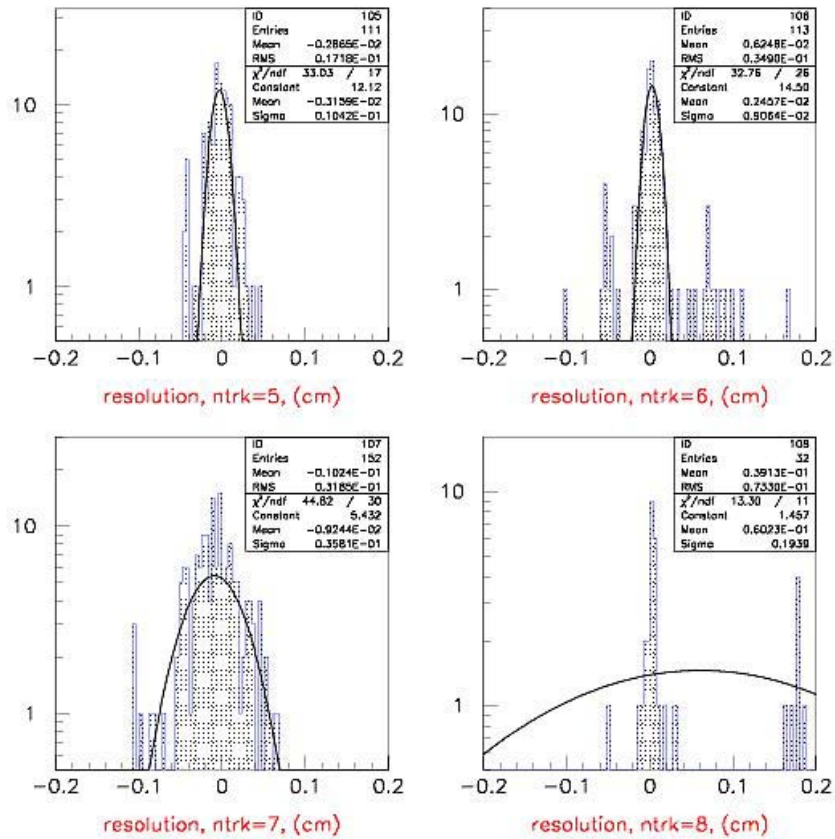 ID 105
Entries 111
Mean -0.2865E-02
RMS 0.1718E-01
χ²/ndf 33.03 / 17
Constant 12.12
Mean -0.3159E-02
Sigma 0.1042E-01
10
1
-0.2 -0.1 0 0.1 0.2
resolution, ntrk=5, (cm)
ID 106
Entries 113
Mean 0.6248E-02
RMS 0.3490E-01
χ²/ndf 32.76 / 26
Constant 14.50
Mean 0.2457E-02
Sigma 0.9064E-02
10
1
-0.2 -0.1 0 0.1 0.2
resolution, ntrk=6, (cm)
ID 107
Entries 152
Mean -0.1024E-01
RMS 0.3185E-01
χ²/ndf 44.82 / 30
Constant 5.432
Mean -0.9244E-02
Sigma 0.3581E-01
10
1
-0.2 -0.1 0 0.1 0.2
resolution, ntrk=7, (cm)
ID 108
Entries 32
Mean 0.3913E-01
RMS 0.7330E-01
χ²/ndf 13.30 / 11
Constant 1.457
Mean 0.6023E-01
Sigma 0.1939
10
1
-0.2 -0.1 0 0.1 0.2
resolution, ntrk=8, (cm)